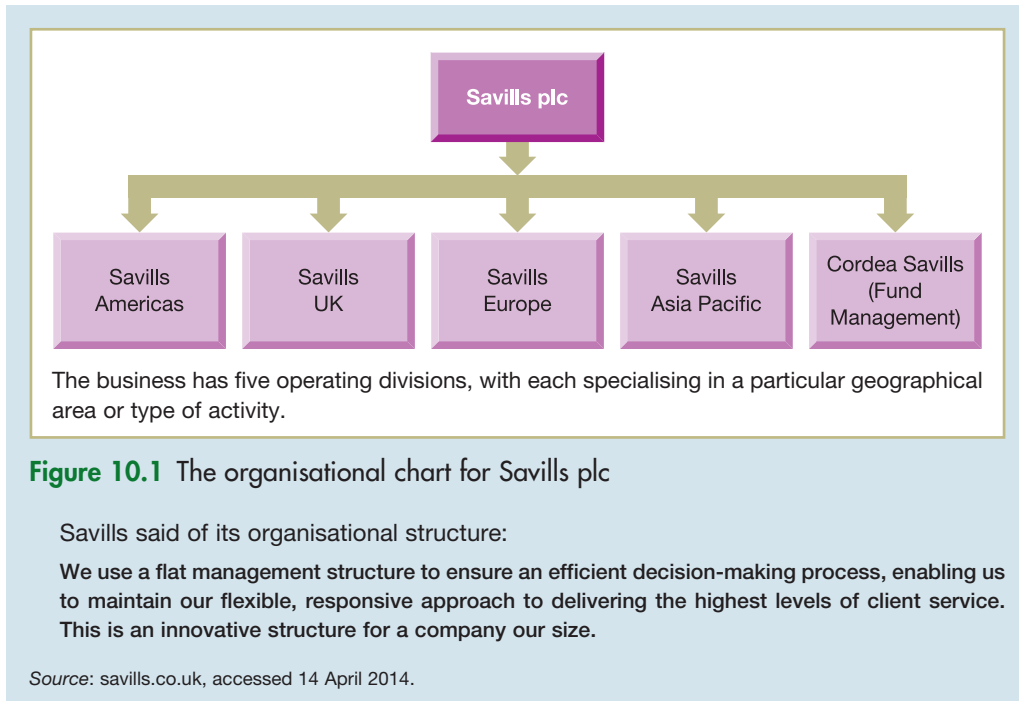 Savills plc
Savills
Americas
Savills
UK
Savills
Europe
Savills
Asia Pacific
Cordea Savills
(Fund
Management)
The business has five operating divisions, with each specialising in a particular geographical
area or type of activity.
Figure 10.1 The organisational chart for Savills plc
Savills said of its organisational structure:
We use a flat management structure to ensure an efficient decision-making process, enabling us
to maintain our flexible, responsive approach to delivering the highest levels of client service.
This is an innovative structure for a company our size.
Source: savills.co.uk, accessed 14 April 2014.